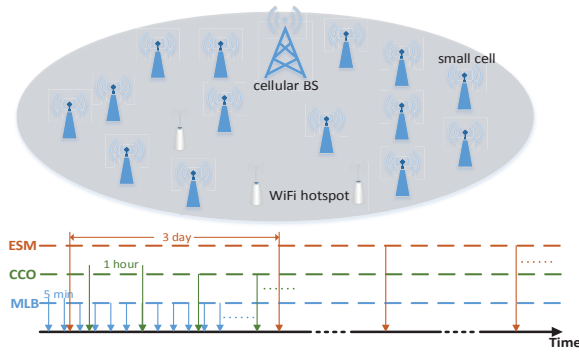 small cell
cellular BS
WiFi hotspot
ESM
3 day
CCO
1 hour
......
5 min
MLB
......
......
Time